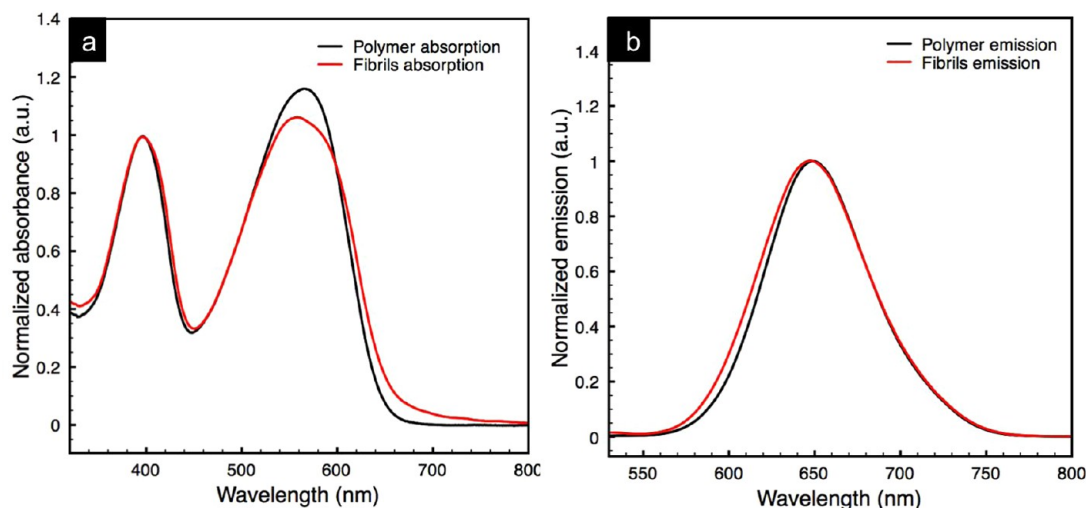 a
Polymer absorption
Fibrils absorption
Normalized absorbance (a.u.)
1.4
1.2
1
0.8
0.6
0.4
0.2
0
400 500 600 700 800
Wavelength (nm)
b
Polymer emission
Fibrils emission
Normalized emission (a.u.)
1.4
1.2
1
0.8
0.6
0.4
0.2
0
550 600 650 700 750 800
Wavelength (nm)